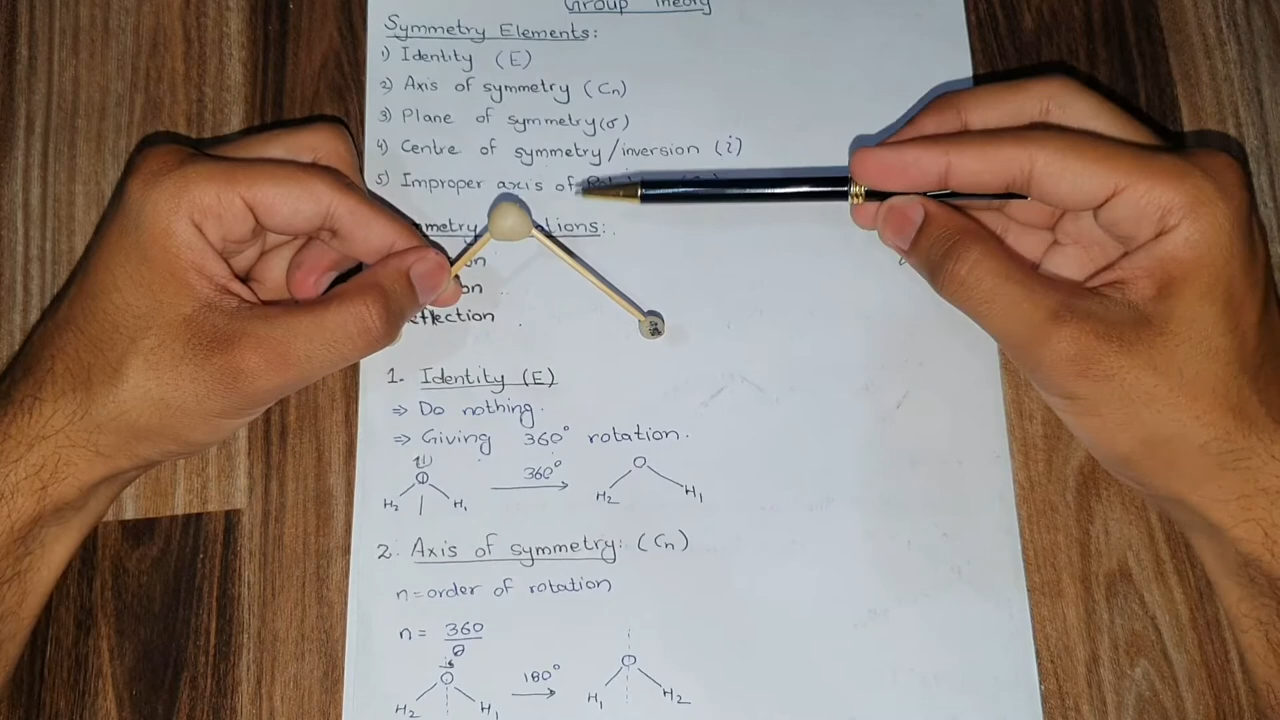 Group Theory
Symmetry Elements:
1) Identity (E)
2) Axis of symmetry (Cn)
3) Plane of symmetry (σ)
4) Centre of symmetry/inversion (i)
5) Improper axis of
1. Identity (E)
⇒ Do nothing.
⇒ Giving 360° rotation.
360°
H2 H1 H2 H1
2. Axis of symmetry: (Cn)
n = order of rotation
n = 360
θ
180°
H2 H1 H1 H2